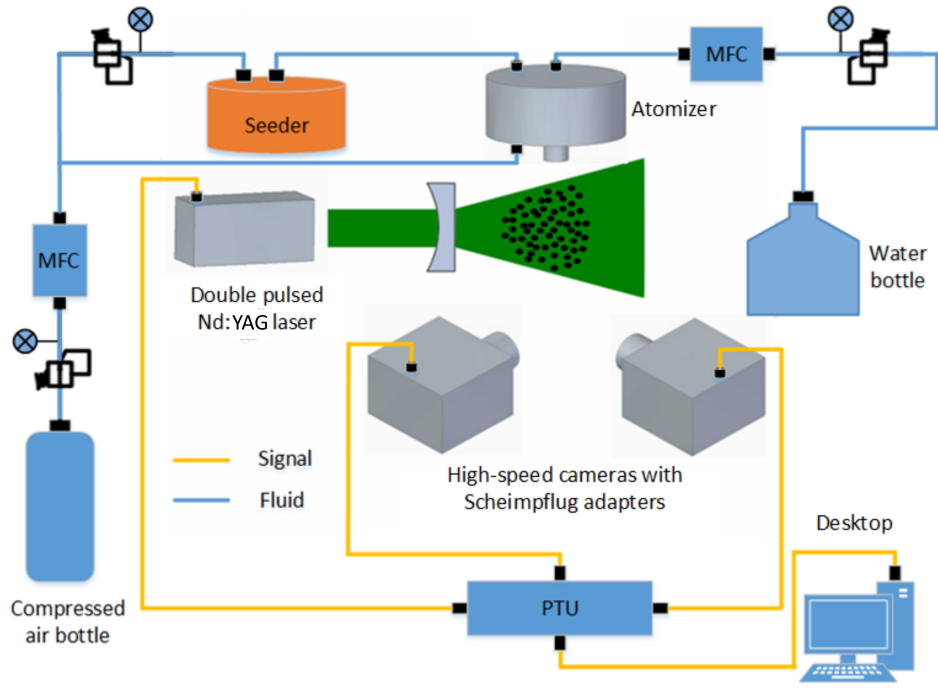 MFC
Seeder
Atomizer
MFC
Double pulsed
Nd:YAG laser
Water
bottle
High-speed cameras with
Scheimpflug adapters
Signal
Fluid
Desktop
Compressed
air bottle
PTU